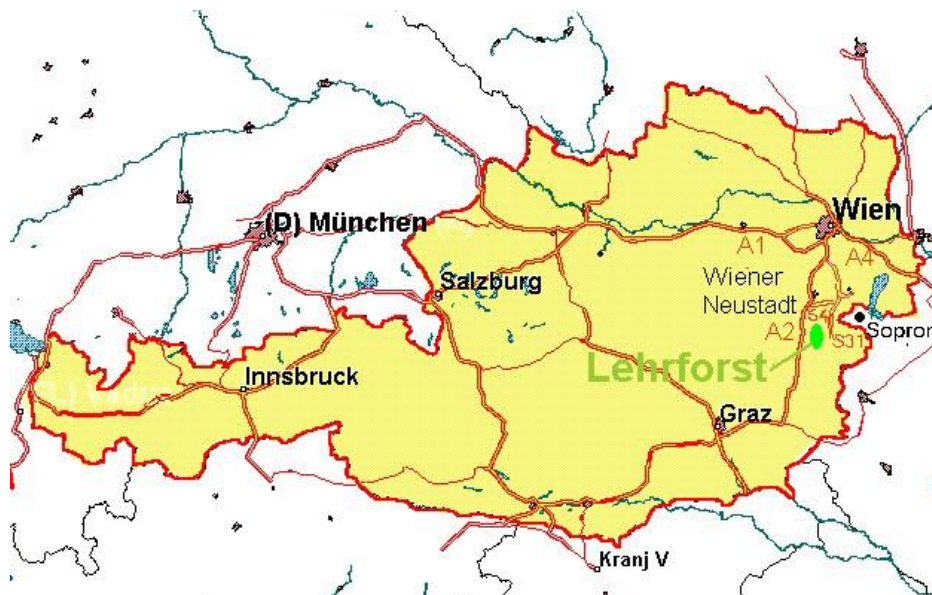 (D) München
Wien
A1
A4
Wiener
Neustadt
Salzburg
S4
Sopron
A2
S31
Lehrforst
Innsbruck
Graz
Kranj V